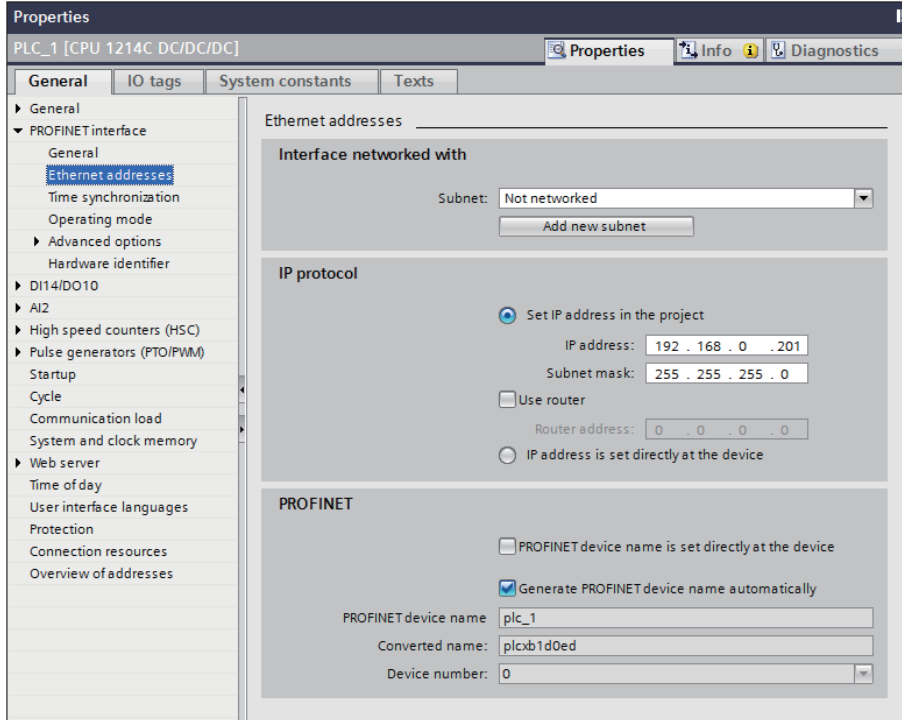 Properties
PLC_1 [CPU 1214C DC/DC/DC]
Properties Info Diagnostics
General IO tags System constants Texts
General
PROFINET interface
General
Ethernet addresses
Time synchronization
Operating mode
Advanced options
Hardware identifier
DI14/DO10
AI2
High speed counters (HSC)
Pulse generators (PTO/PWM)
Startup
Cycle
Communication load
System and clock memory
Web server
Time of day
User interface languages
Protection
Connection resources
Overview of addresses
Ethernet addresses
Interface networked with
Subnet: Not networked
Add new subnet
IP protocol
Set IP address in the project
IP address: 192 . 168 . 0 . 201
Subnet mask: 255 . 255 . 255 . 0
Use router
Router address: 0 . 0 . 0 . 0
IP address is set directly at the device
PROFINET
PROFINET device name is set directly at the device
Generate PROFINET device name automatically
PROFINET device name plc_1
Converted name: plcxb1d0ed
Device number: 0